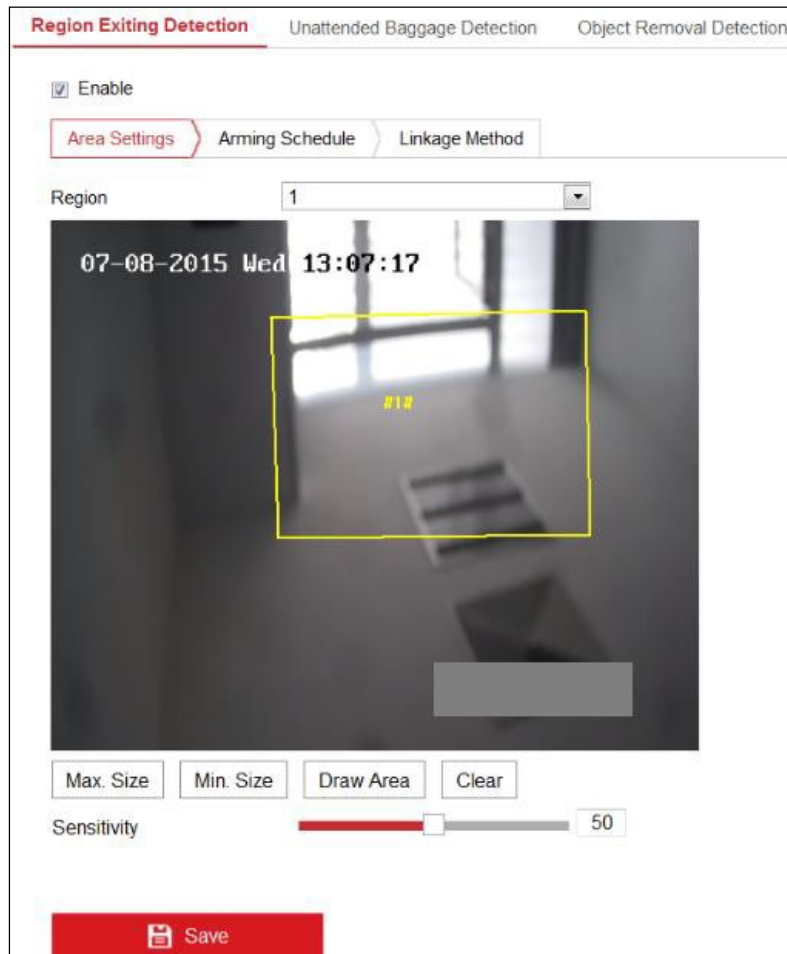 Region Exiting Detection Unattended Baggage Detection Object Removal Detection
Enable
Area Settings Arming Schedule Linkage Method
Region 1
07-08-2015 Wed 13:07:17
#1#
Max. Size Min. Size Draw Area Clear
Sensitivity 50
Save